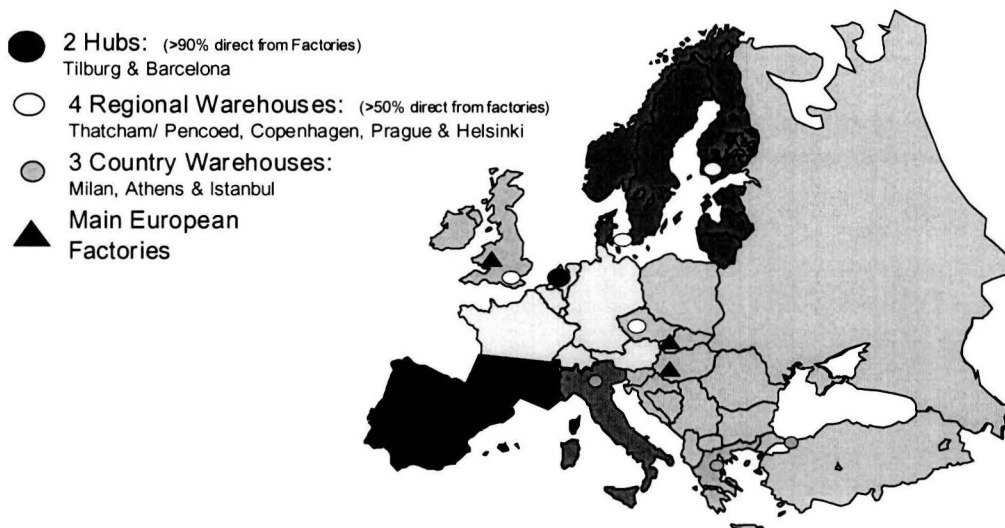 2 Hubs: (>90% direct from Factories)
Tilburg & Barcelona
4 Regional Warehouses: (>50% direct from factories)
Thatcham/ Pencoed, Copenhagen, Prague & Helsinki
3 Country Warehouses:
Milan, Athens & Istanbul
Main European
Factories